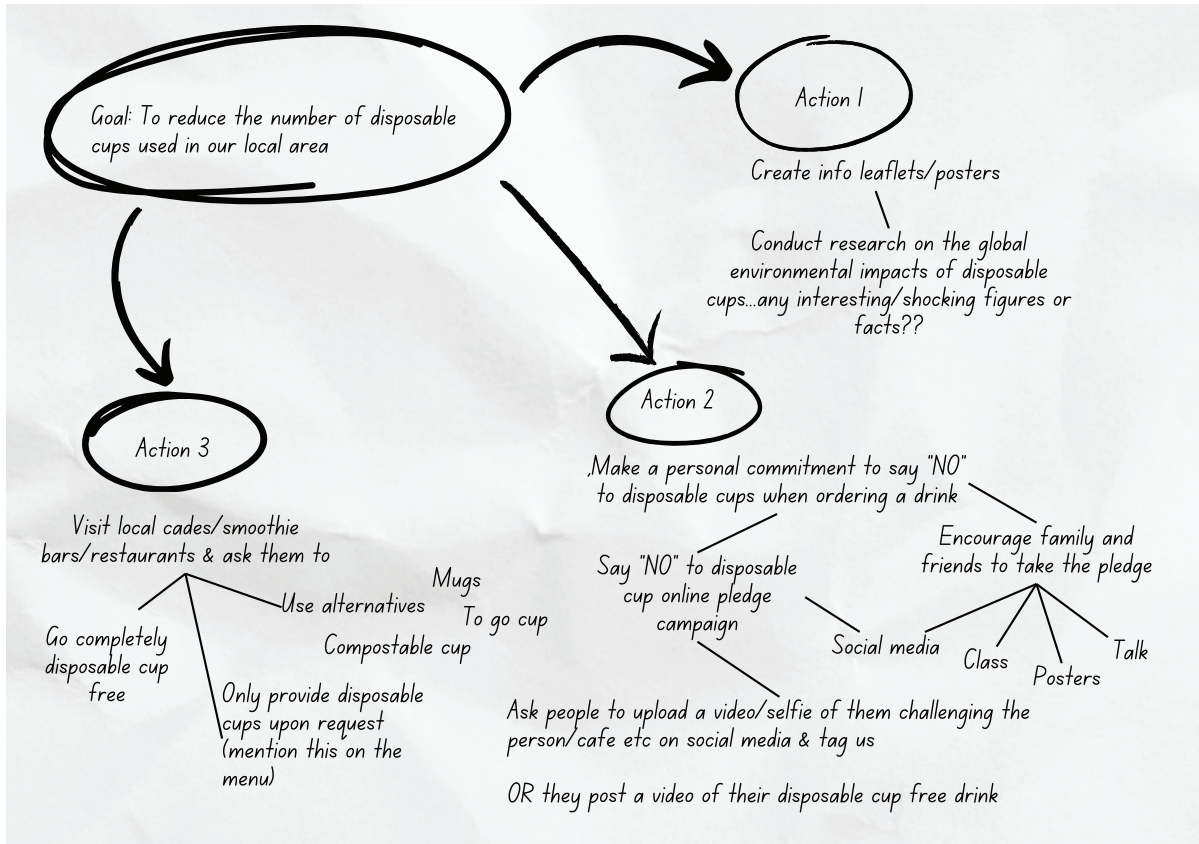 Goal: To reduce the number of disposable
cups used in our local area
Action 1
Create info leaflets/posters
Conduct research on the global
environmental impacts of disposable
cups...any interesting/shocking figures or
facts??
Action 2
,Make a personal commitment to say "NO"
to disposable cups when ordering a drink
Encourage family and
friends to take the pledge
Say "NO" to disposable
cup online pledge
campaign
Social media
Class
Posters
Talk
Ask people to upload a video/selfie of them challenging the
person/cafe etc on social media & tag us
OR they post a video of their disposable cup free drink
Action 3
Visit local cades/smoothie
bars/restaurants & ask them to
Go completely
disposable cup
free
Use alternatives
Mugs
To go cup
Compostable cup
Only provide disposable
cups upon request
(mention this on the
menu)